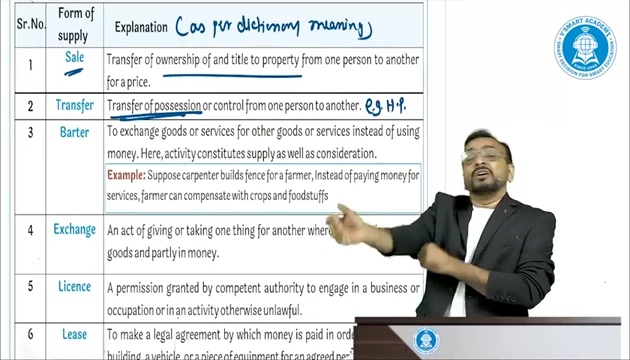 V'SMART ACADEMY
Sr.No. Form of supply Explanation (as per dictionary meaning)
1 Sale Transfer of ownership of and title to property from one person to another
for a price.
2 Transfer Transfer of possession or control from one person to another. e.g H.P.
3 Barter To exchange goods or services for other goods or services instead of using
money. Here, activity constitutes supply as well as consideration.
Example: Suppose carpenter builds fence for a farmer, Instead of paying money for
services, farmer can compensate with crops and foodstuffs
4 Exchange An act of giving or taking one thing for another where
goods and partly in money.
5 Licence A permission granted by competent authority to engage in a business or
occupation or in an activity otherwise unlawful.
6 Lease To make a legal agreement by which money is paid in
building, a vehicle, or a piece of equipment for an agreed